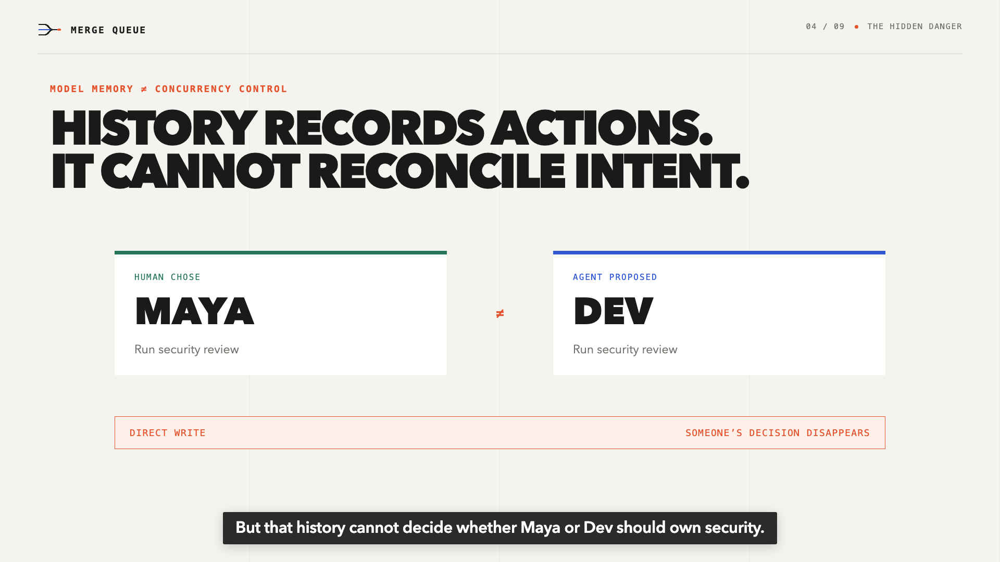 MERGE QUEUE
04 / 09 • THE HIDDEN DANGER
MODEL MEMORY ≠ CONCURRENCY CONTROL
HISTORY RECORDS ACTIONS.
IT CANNOT RECONCILE INTENT.
HUMAN CHOSE
MAYA
Run security review
≠
AGENT PROPOSED
DEV
Run security review
DIRECT WRITE
SOMEONE’S DECISION DISAPPEARS
But that history cannot decide whether Maya or Dev should own security.